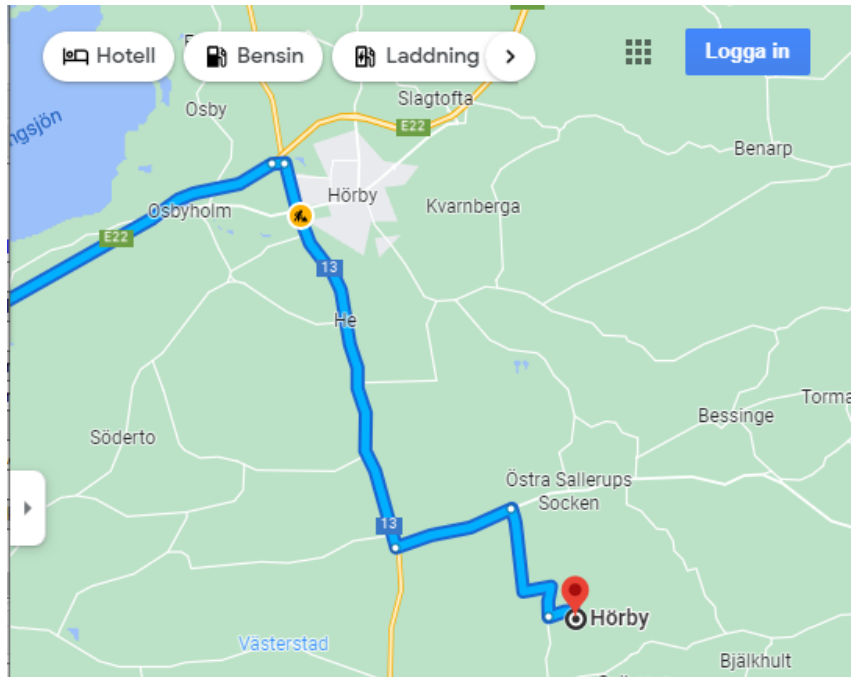 Hotell
Bensin
Laddning
Logga in
ngsjön
Osby
Slagtofta
E22
Benarp
Hörby
Osbyholm
Kvarnberga
E22
13
He
Torma
Bessinge
Söderto
Östra Sallerups
Socken
13
Hörby
Västerstad
Bjälkhult